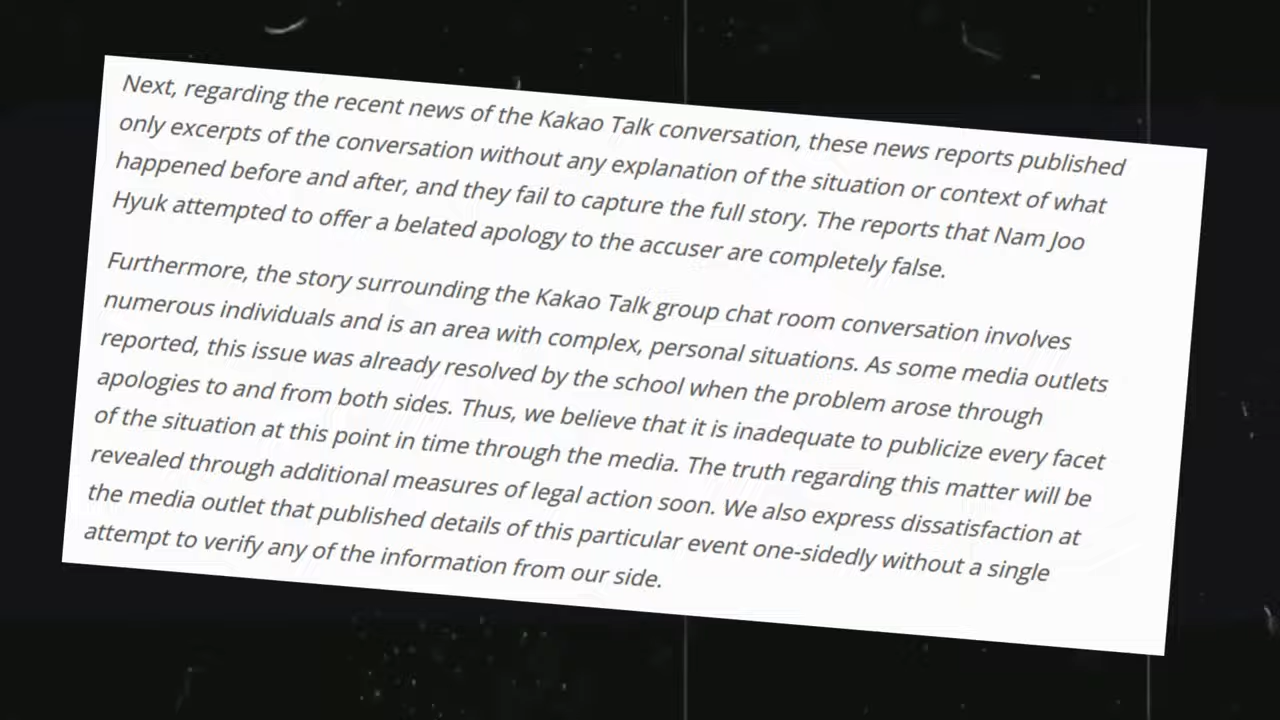 Next, regarding the recent news of the Kakao Talk conversation, these news reports published
only excerpts of the conversation without any explanation of the situation or context of what
happened before and after, and they fail to capture the full story. The reports that Nam Joo
Hyuk attempted to offer a belated apology to the accuser are completely false.
Furthermore, the story surrounding the Kakao Talk group chat room conversation involves
numerous individuals and is an area with complex, personal situations. As some media outlets
reported, this issue was already resolved by the school when the problem arose through
apologies to and from both sides. Thus, we believe that it is inadequate to publicize every facet
of the situation at this point in time through the media. The truth regarding this matter will be
revealed through additional measures of legal action soon. We also express dissatisfaction at
the media outlet that published details of this particular event one-sidedly without a single
attempt to verify any of the information from our side.